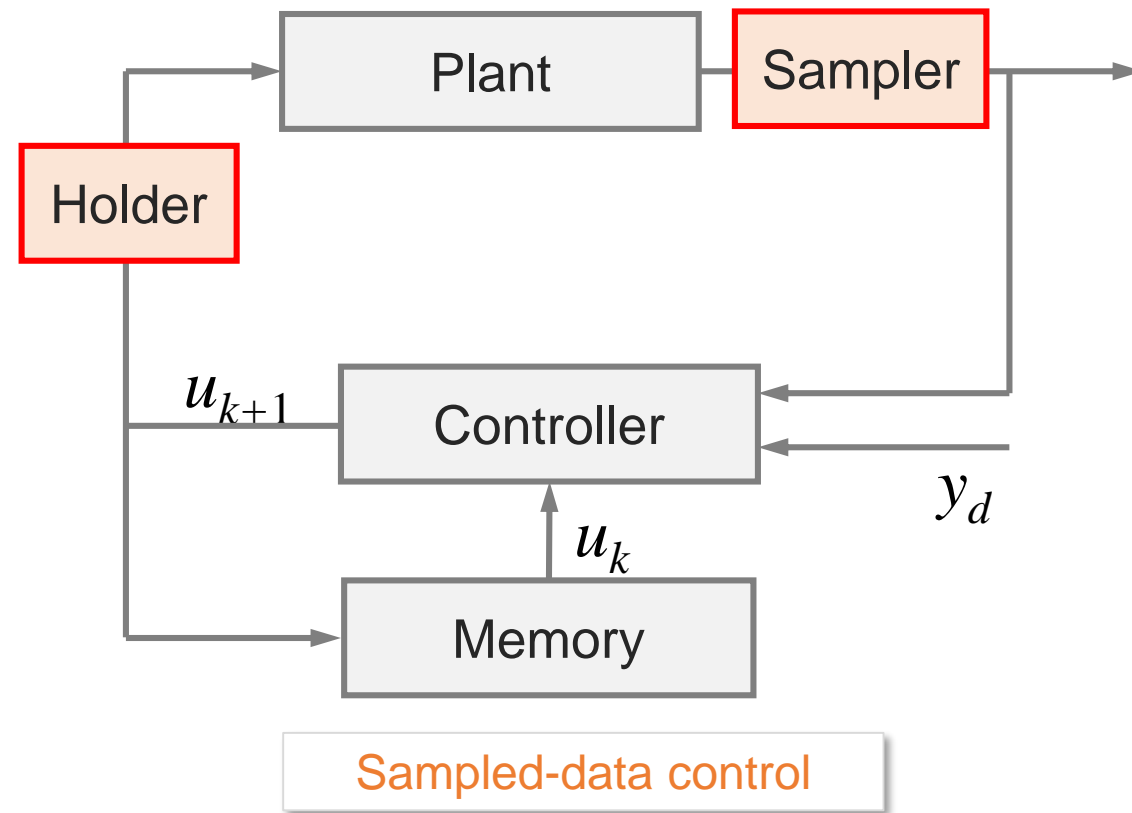 Plant
Sampler
Holder
u_{k+1}
Controller
y_d
u_k
Memory
Sampled-data control